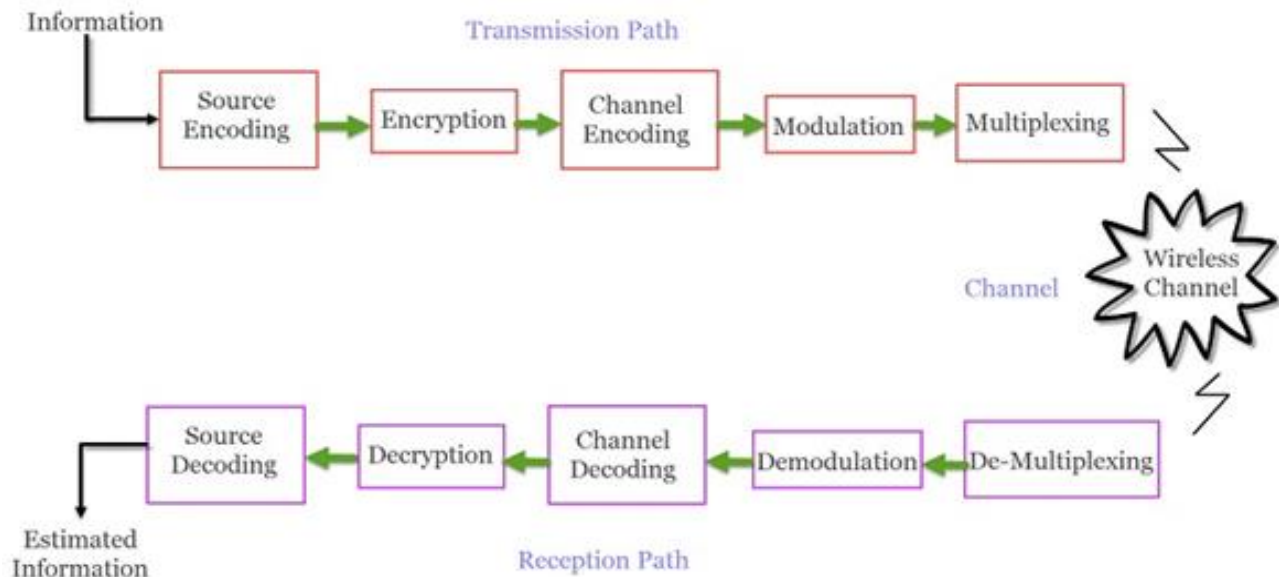 Information
Transmission Path
Source
Encoding
Encryption
Channel
Encoding
Modulation
Multiplexing
Wireless
Channel
Channel
Source
Decoding
Decryption
Channel
Decoding
Demodulation
De-Multiplexing
Estimated
Information
Reception Path